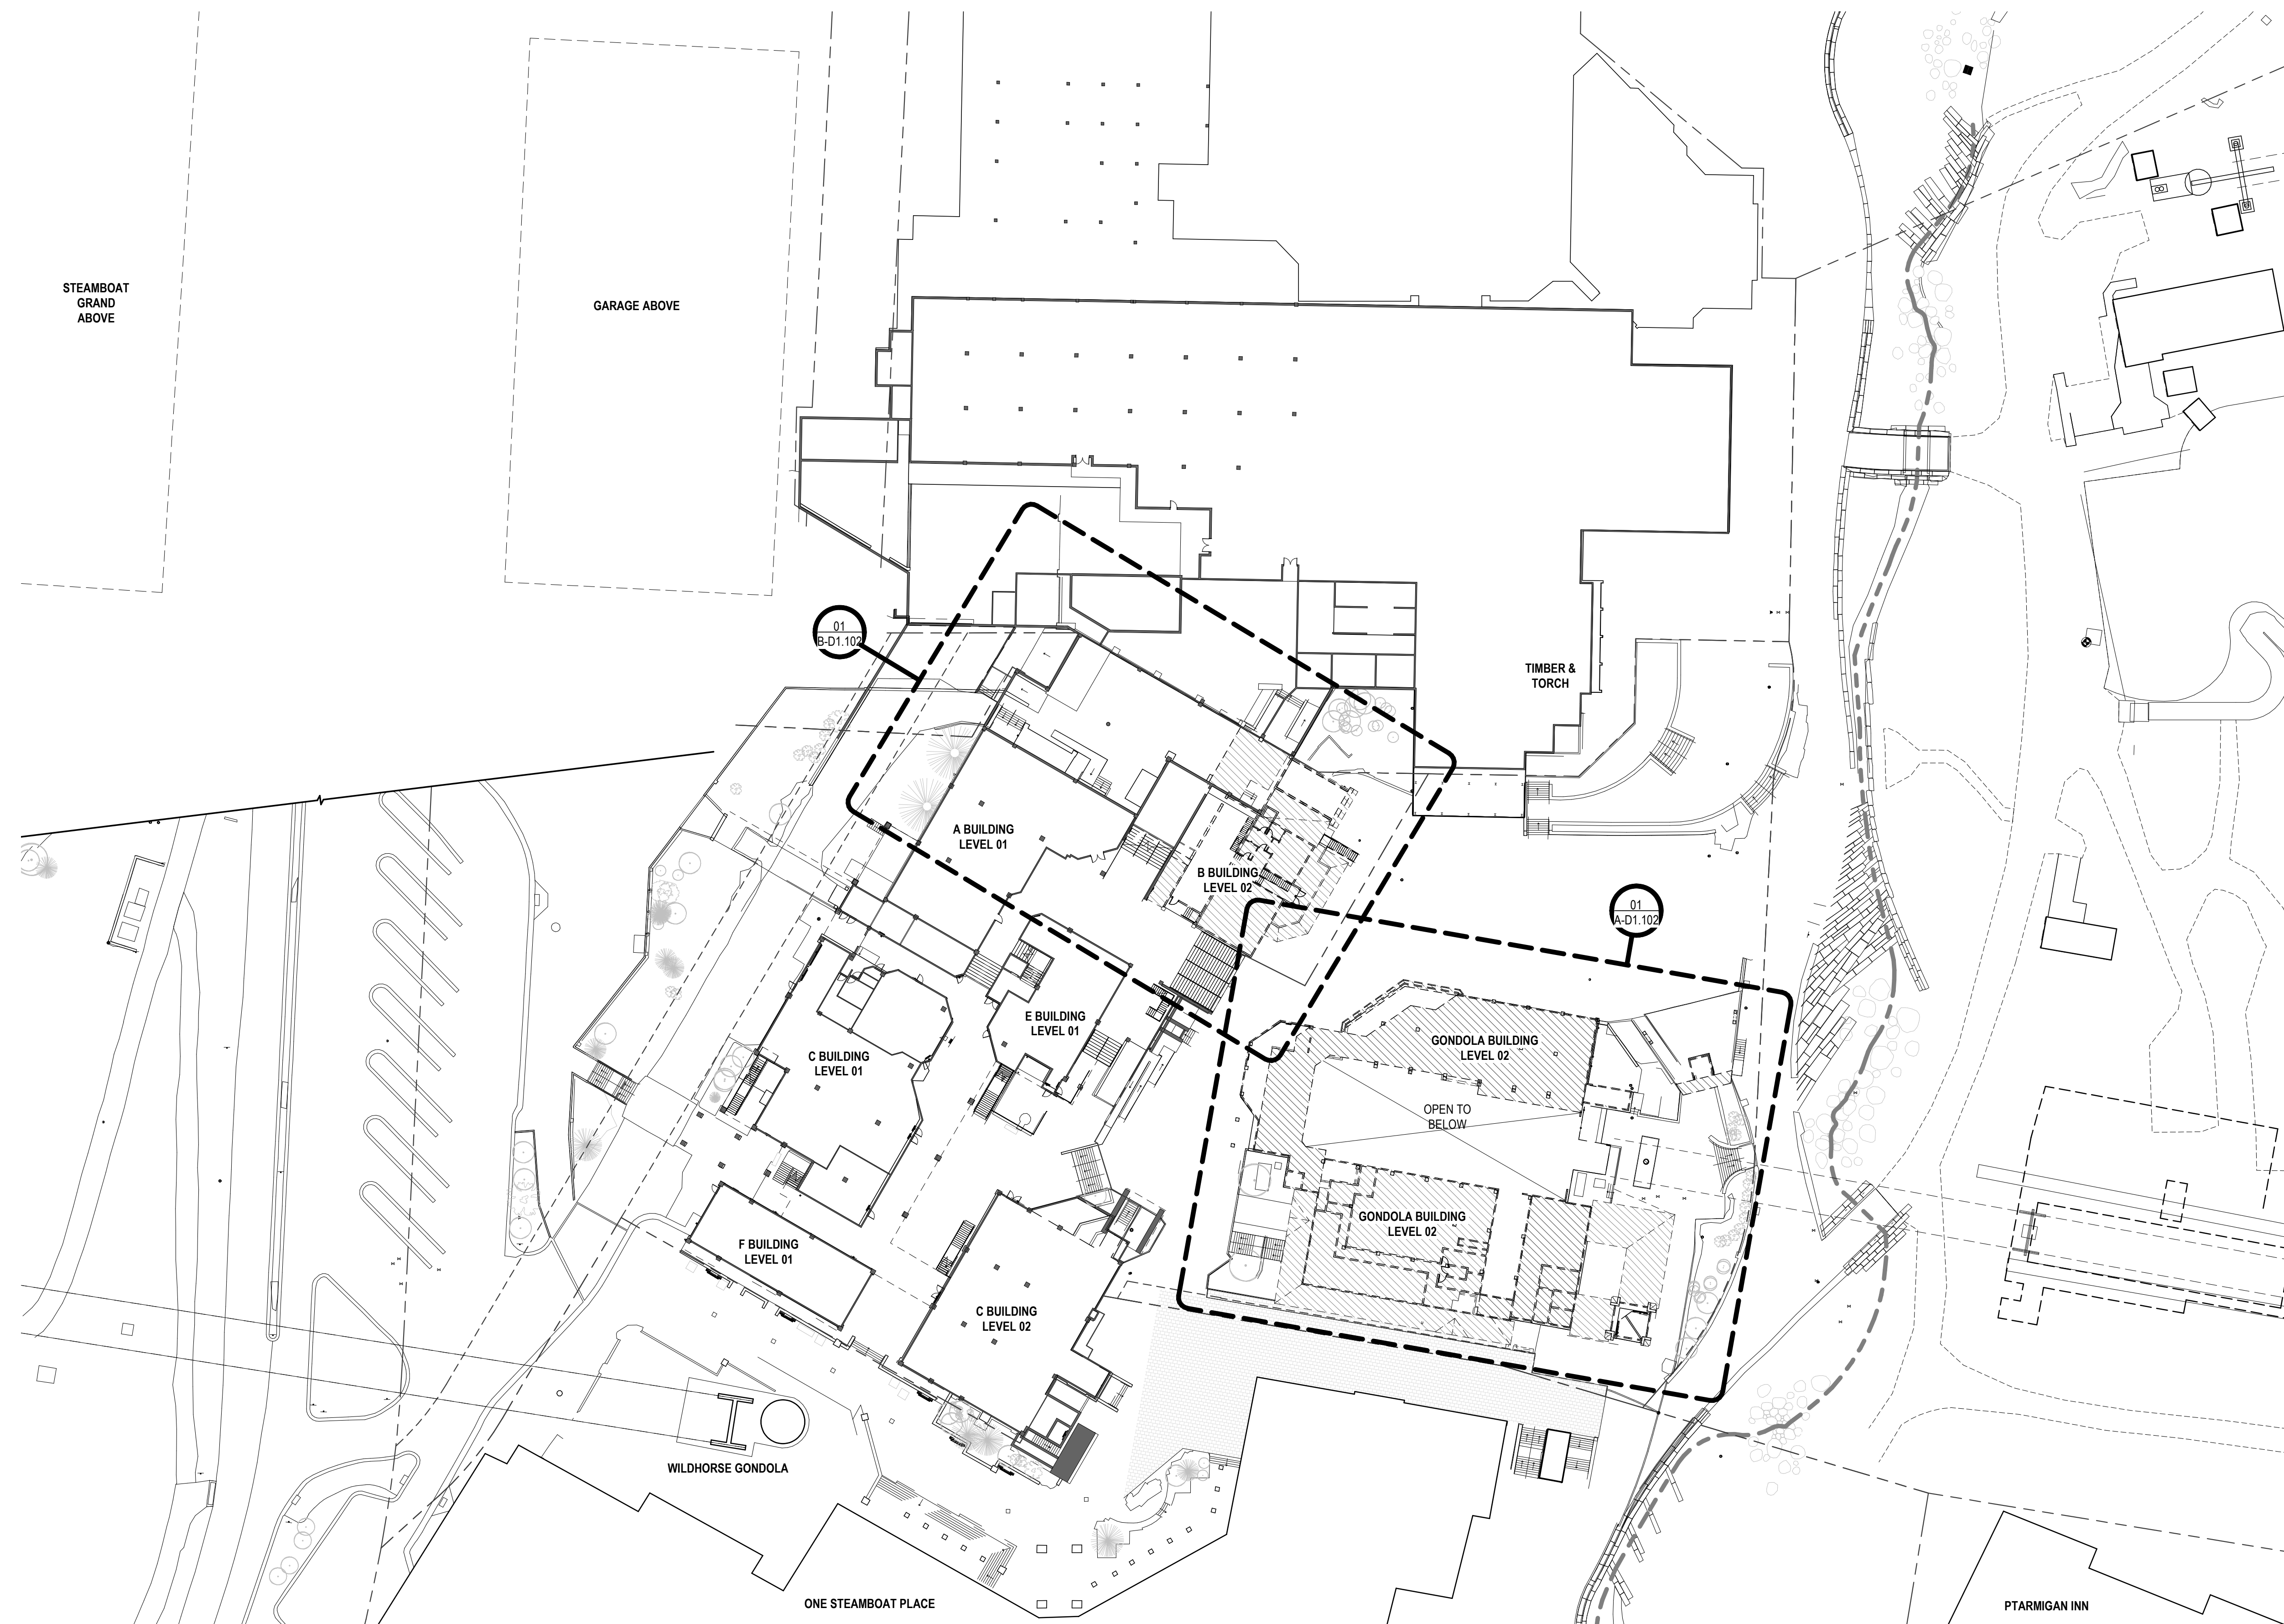 STEAMBOAT
GRAND
ABOVE
GARAGE ABOVE
01
B-D1.102
TIMBER &
TORCH
A BUILDING
LEVEL 01
B BUILDING
LEVEL 02
01
A-D1.102
E BUILDING
LEVEL 01
C BUILDING
LEVEL 01
GONDOLA BUILDING
LEVEL 02
OPEN TO
BELOW
GONDOLA BUILDING
LEVEL 02
F BUILDING
LEVEL 01
C BUILDING
LEVEL 02
WILDHORSE GONDOLA
ONE STEAMBOAT PLACE
PTARMIGAN INN